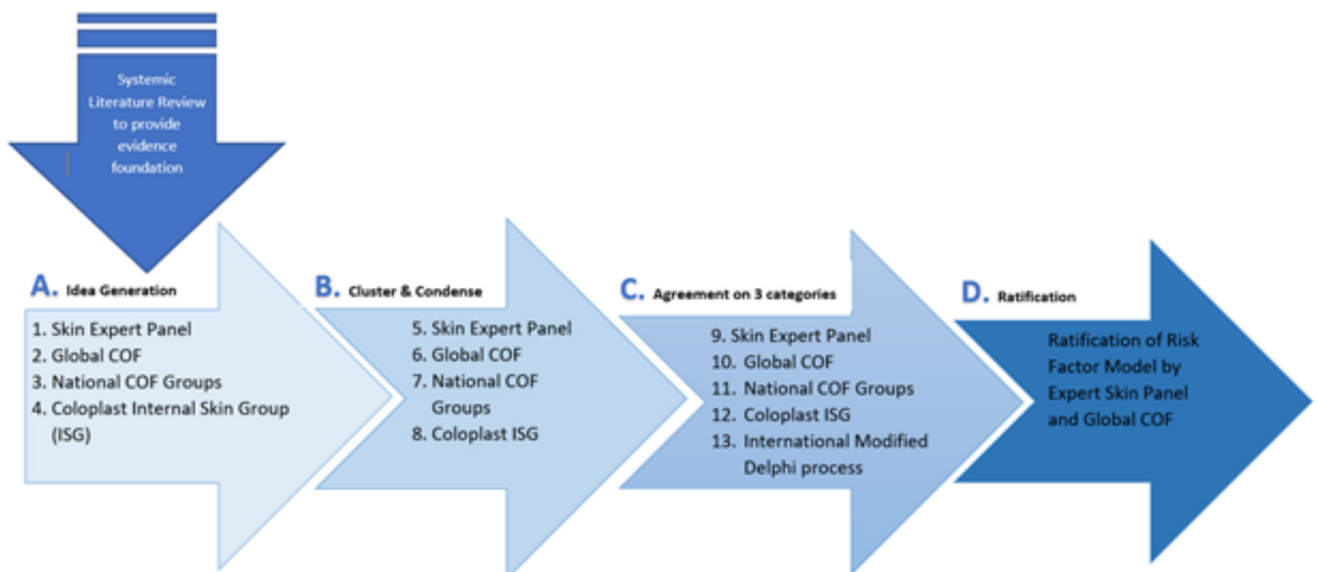 Systemic
Literature Review
to provide
evidence
foundation
A. Idea Generation
1. Skin Expert Panel
2. Global COF
3. National COF Groups
4. Coloplast Internal Skin Group
(ISG)
B. Cluster & Condense
5. Skin Expert Panel
6. Global COF
7. National COF
Groups
8. Coloplast ISG
C. Agreement on 3 categories
9. Skin Expert Panel
10. Global COF
11. National COF Groups
12. Coloplast ISG
13. International Modified
Delphi process
D. Ratification
Ratification of Risk
Factor Model by
Expert Skin Panel
and Global COF